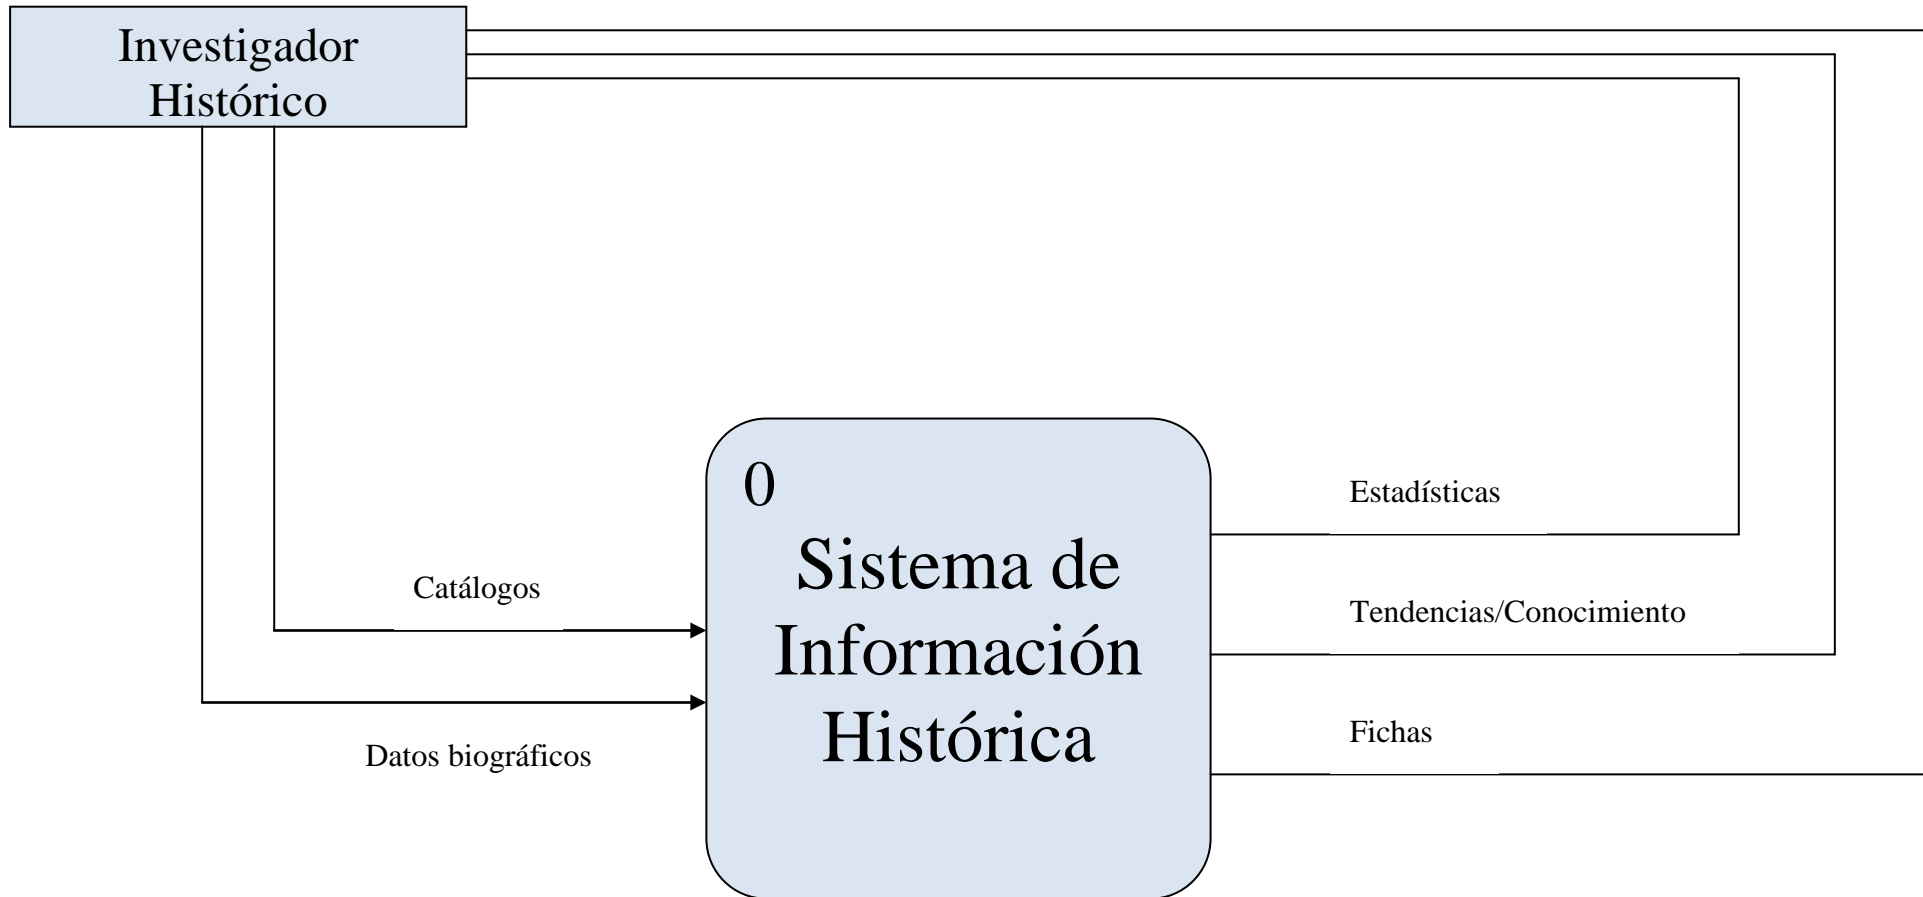 Investigador
Histórico
0
Sistema de
Información
Histórica
Catálogos
Datos biográficos
Estadísticas
Tendencias/Conocimiento
Fichas